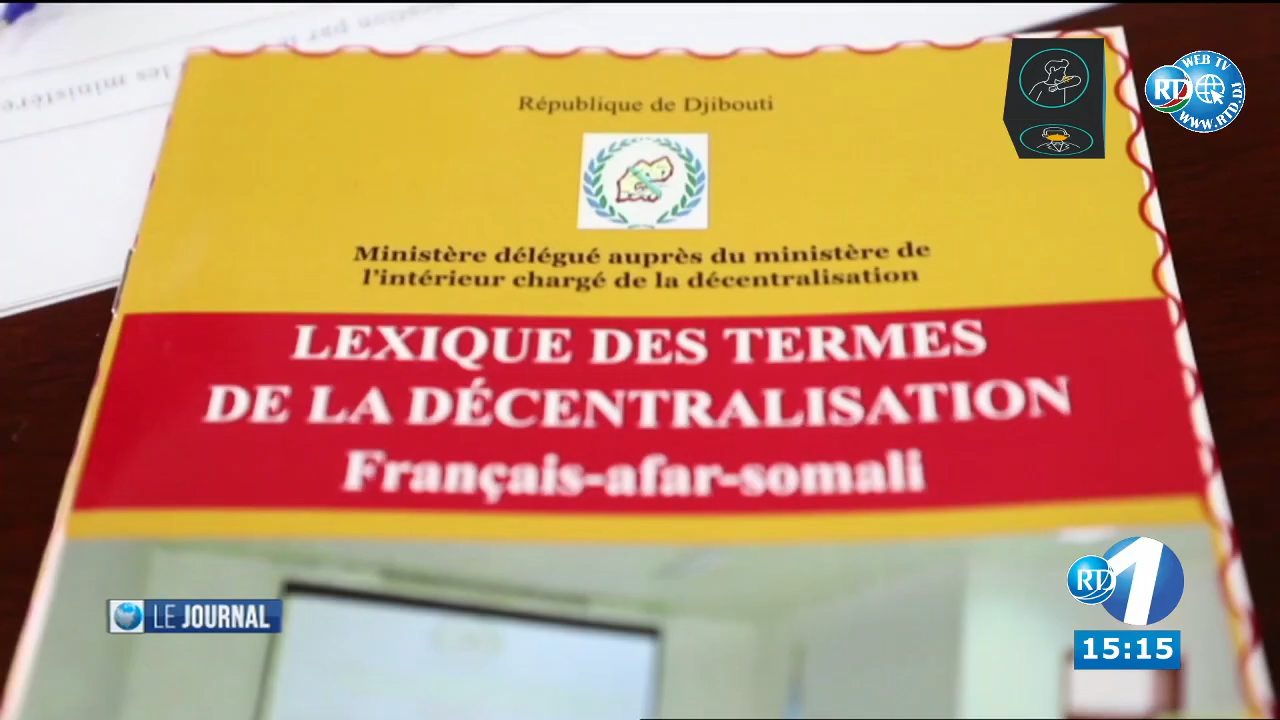 République de Djibouti
Ministère délégué auprès du ministère de
l'intérieur chargé de la décentralisation
LEXIQUE DES TERMES
DE LA DÉCENTRALISATION
Français-afar-somali
WEB TV
RTD
WWW.RTD.DJ
LE JOURNAL
RTD
1
15:15